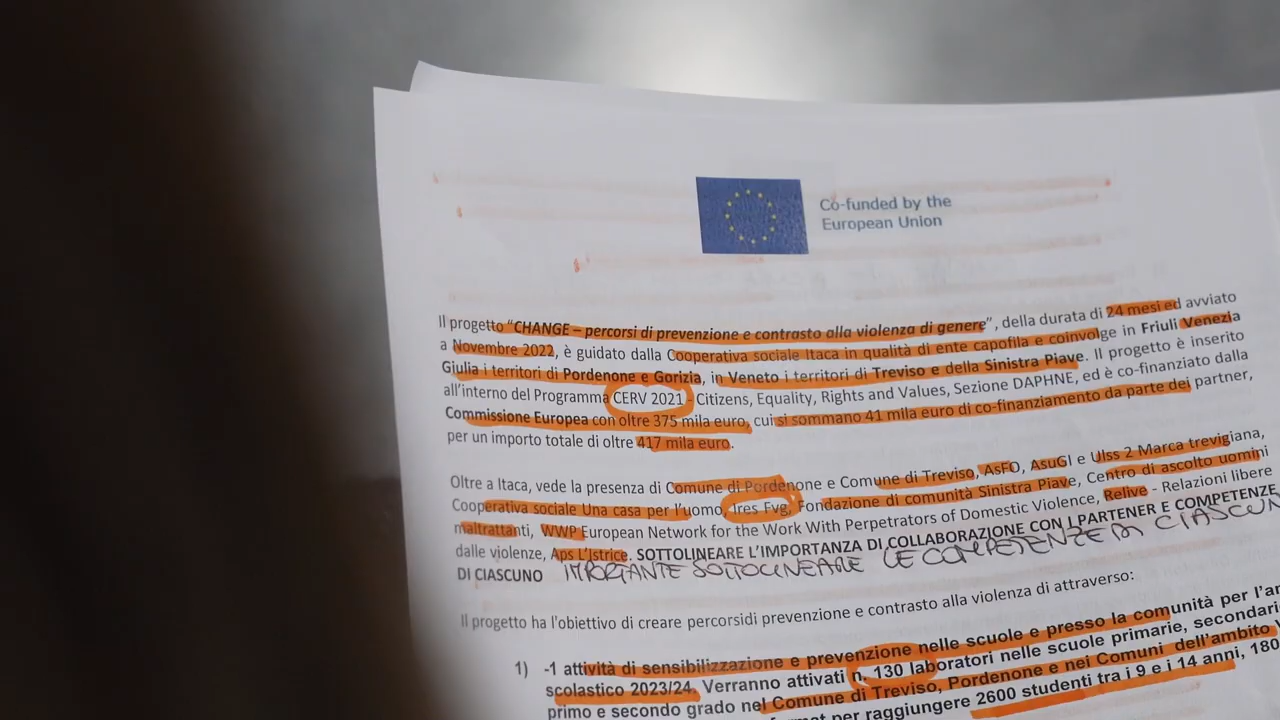 Co-funded by the
European Union
Il progetto “CHANGE – percorsi di prevenzione e contrasto alla violenza di genere”, della durata di 24 mesi ed avviato
a Novembre 2022, è guidato dalla Cooperativa sociale Itaca in qualità di ente capofila e coinvolge in Friuli Venezia
Giulia i territori di Pordenone e Gorizia, in Veneto i territori di Treviso e della Sinistra Piave. Il progetto è inserito
all’interno del Programma CERV 2021 - Citizens, Equality, Rights and Values, Sezione DAPHNE, ed è co-finanziato dalla
Commissione Europea con oltre 375 mila euro, cui si sommano 41 mila euro di co-finanziamento da parte dei partner,
per un importo totale di oltre 417 mila euro.
Oltre a Itaca, vede la presenza di Comune di Pordenone e Comune di Treviso, AsFO, AsuGI e Ulss 2 Marca trevigiana,
Cooperativa sociale Una casa per l’uomo, Ires Fvg, Fondazione di comunità Sinistra Piave, Centro di ascolto uomini
maltrattanti, WWP European Network for the Work With Perpetrators of Domestic Violence, Relive - Relazioni libere
dalle violenze, Aps L’Istrice. SOTTOLINEARE L’IMPORTANZA DI COLLABORAZIONE CON I PARTENER E COMPETENZE
DI CIASCUNO IMPORTANTE SOTTOLINEARE LE COMPETENZE DI CIASCUN
Il progetto ha l’obiettivo di creare percorsidi prevenzione e contrasto alla violenza di attraverso:
1) -1 attività di sensibilizzazione e prevenzione nelle scuole e presso la comunità per l’an
scolastico 2023/24. Verranno attivati n. 130 laboratori nelle scuole primarie, secondari
primo e secondo grado nel Comune di Treviso, Pordenone e nei Comuni dell’ambito
per raggiungere 2600 studenti tra i 9 e i 14 anni, 180